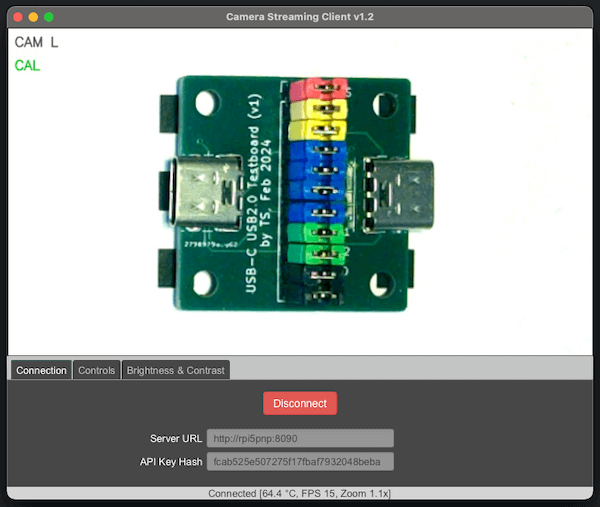 Camera Streaming Client v1.2
CAM L
CAL
USB-C USB2.0 Testboard (v1)
by TS, Feb 2024
S
1
2
Connection
Controls
Brightness & Contrast
Disconnect
Server URL
http://rpi5pnp:8090
API Key Hash
fcab525e507275f17fbaf7932048beba
Connected [64.4 °C, FPS 15, Zoom 1.1x]